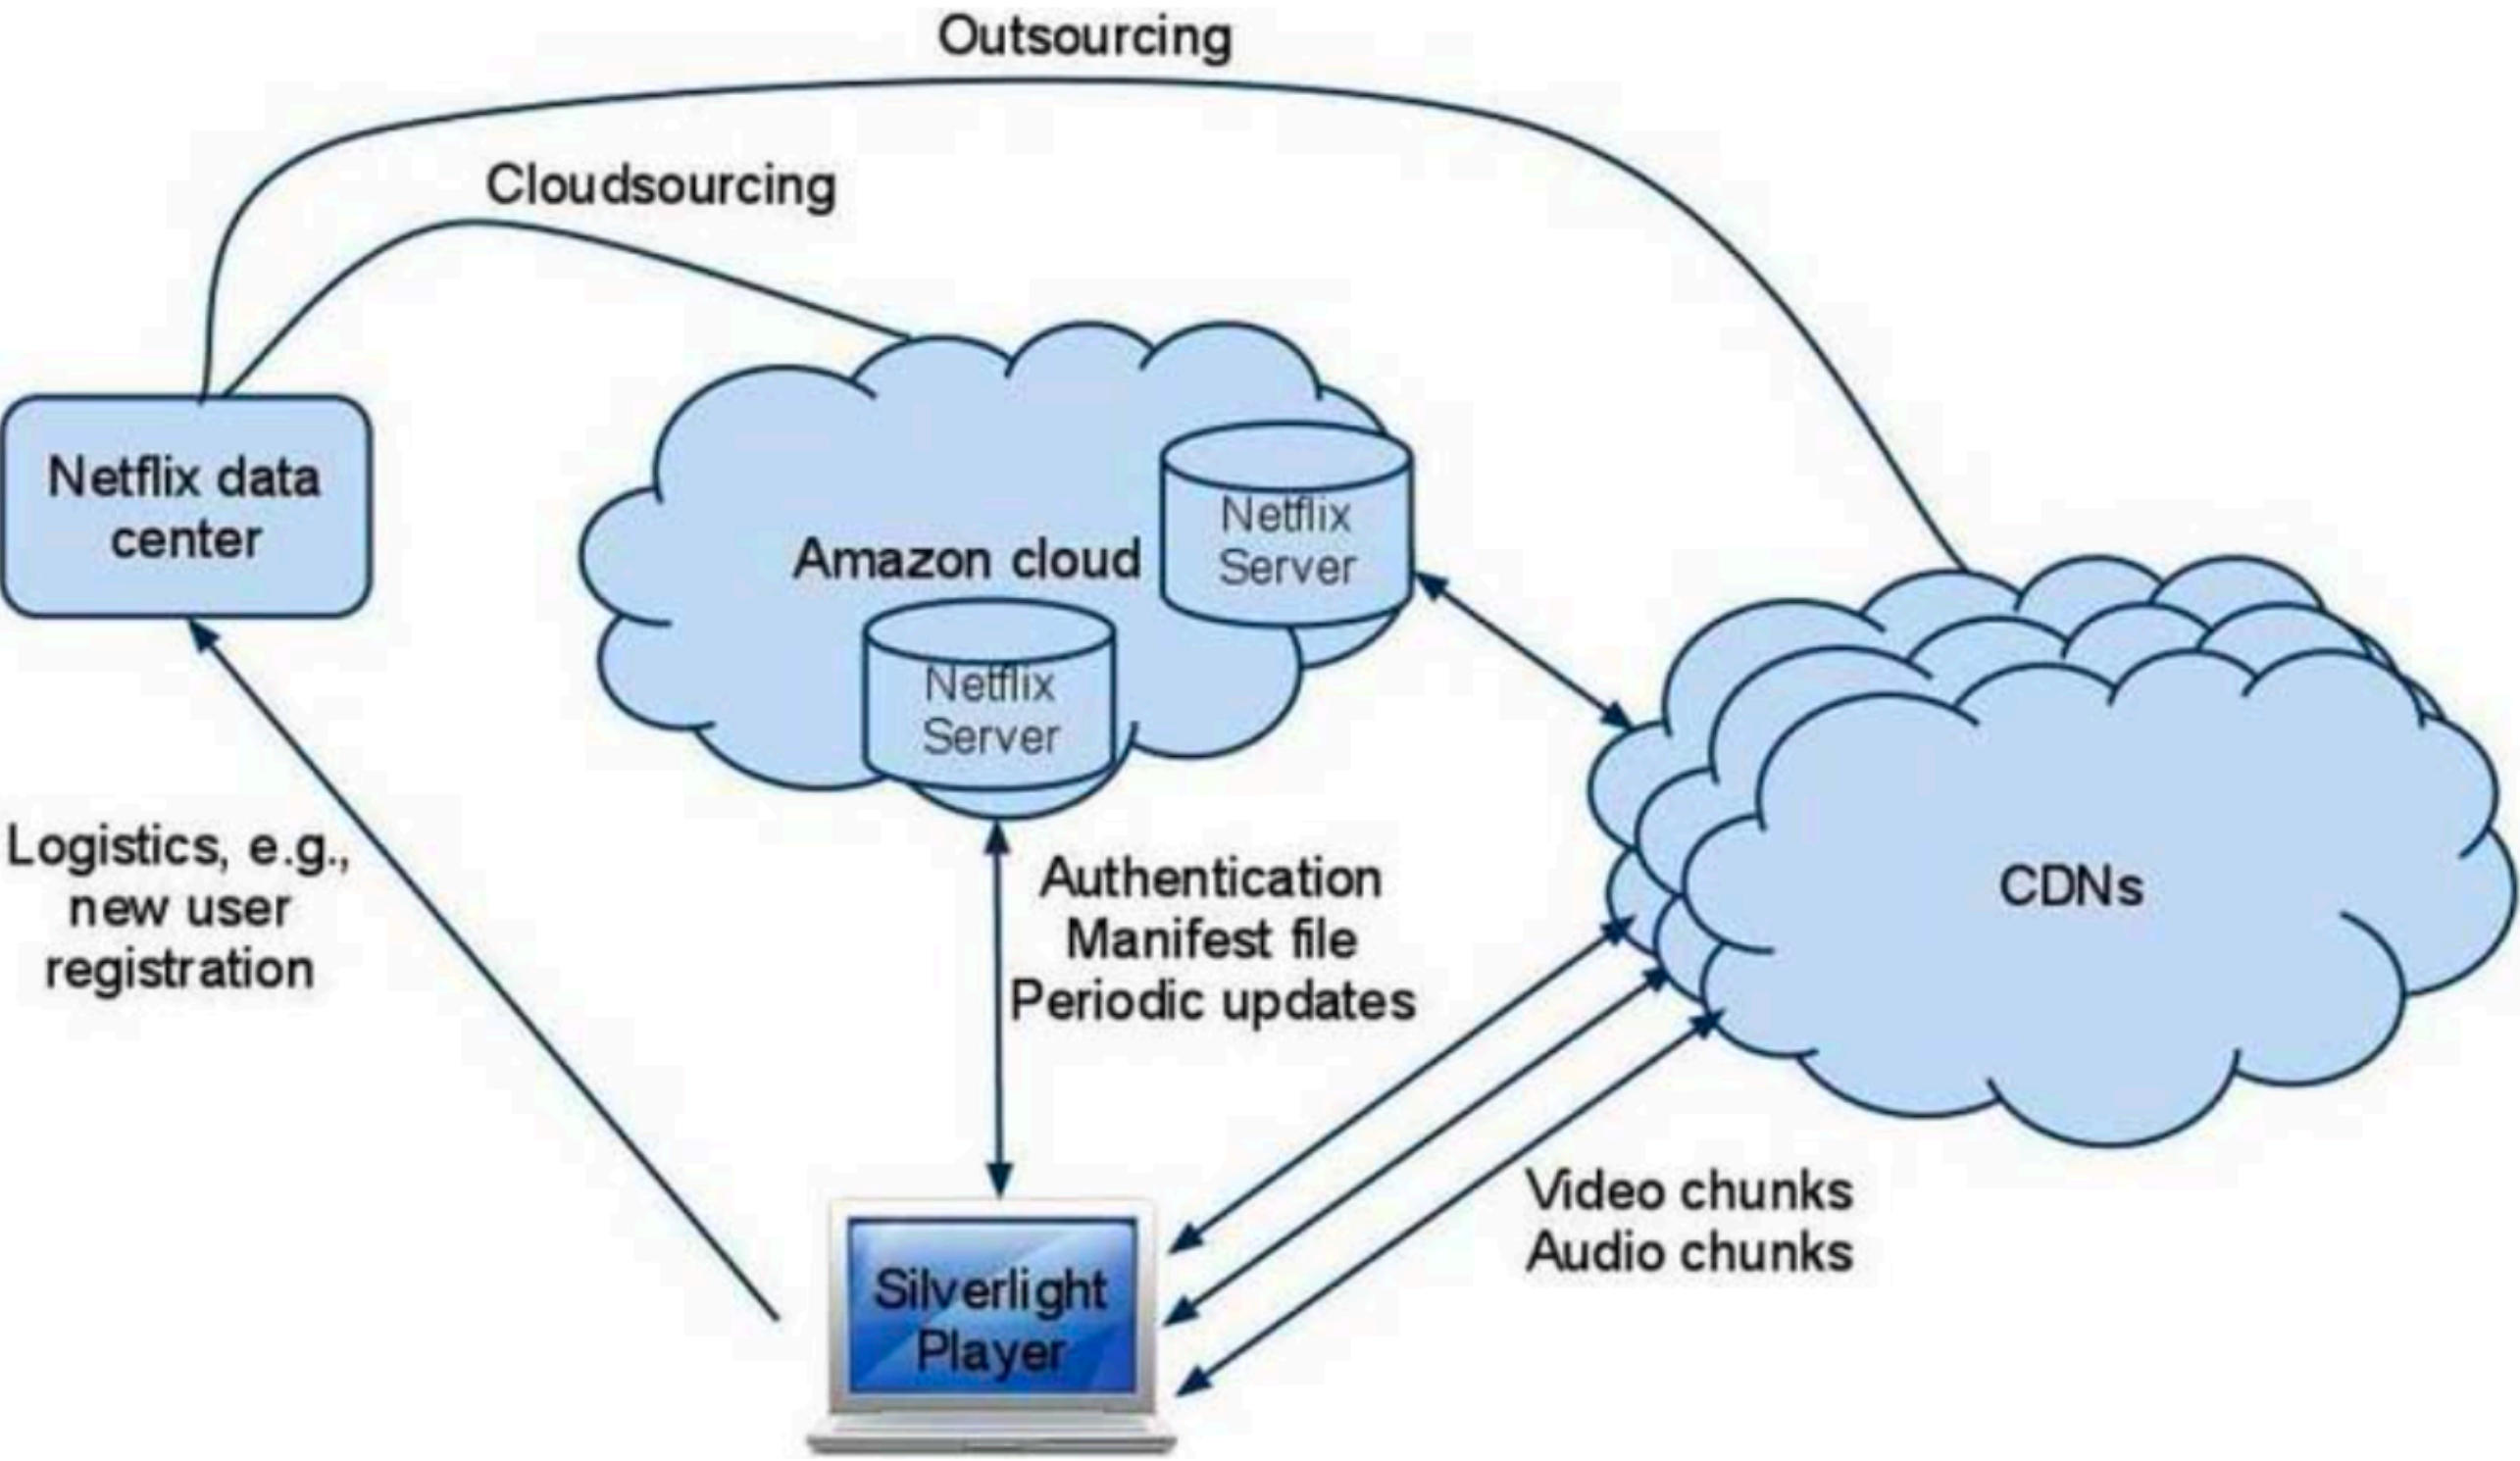 Outsourcing
Cloudsourcing
Netflix data
center
Amazon cloud
Netflix
Server
Netflix
Server
CDNs
Logistics, e.g.,
new user
registration
Authentication
Manifest file
Periodic updates
Video chunks
Audio chunks
Silverlight
Player